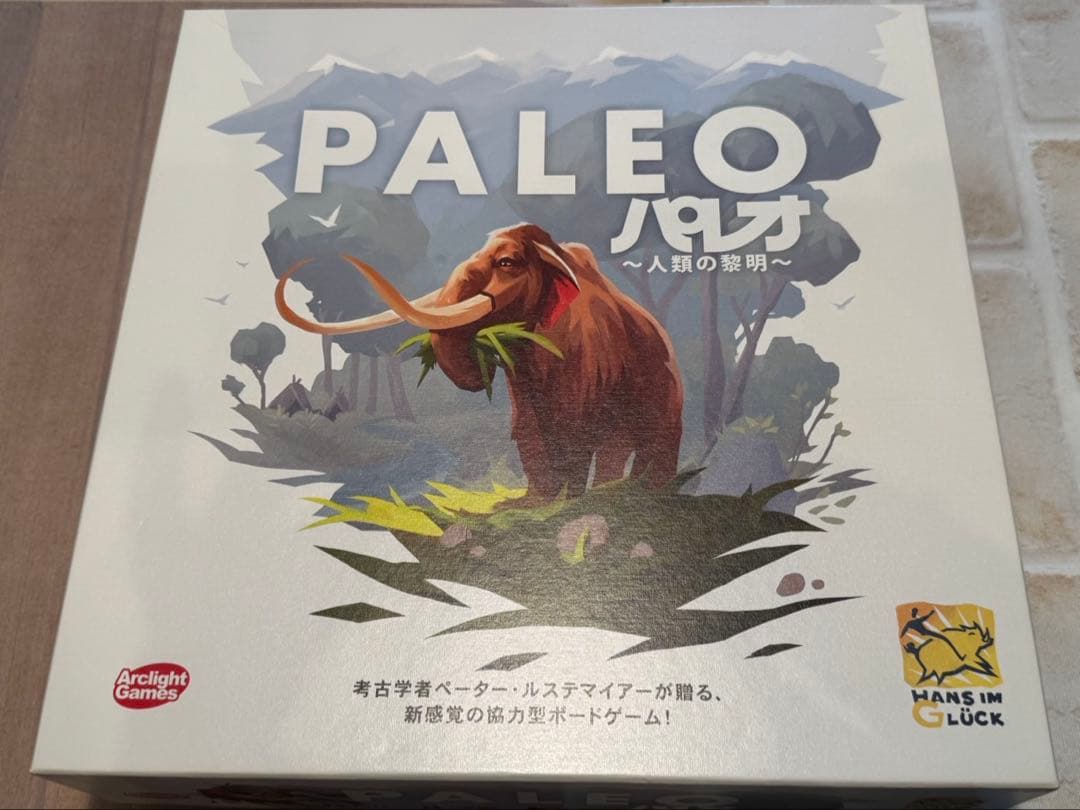 PALEO
パレオ
～人類の黎明～
Arclight
Games
考古学者ペーター・ルステマイアーが贈る、
新感覚の協力型ボードゲーム！
HANS IM
GLÜCK
PALEO